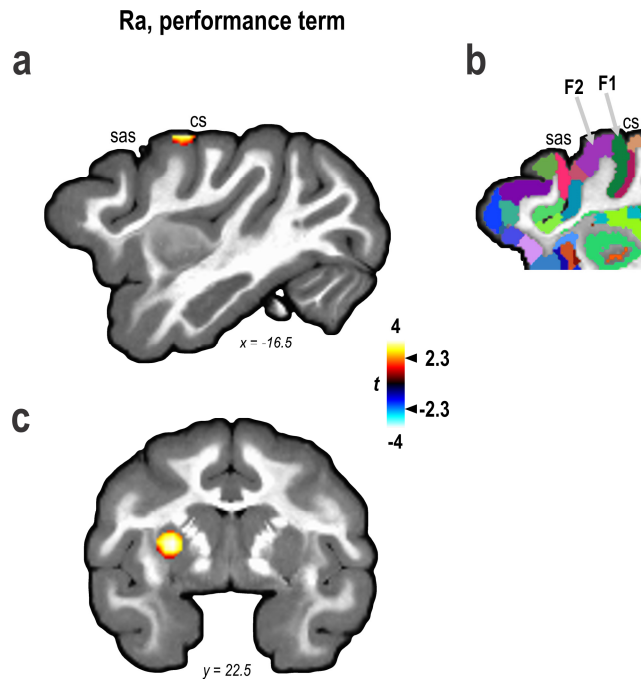 Ra, performance term
a
b
F2
F1
cs
sas
cs
sas
x = -16.5
4
2.3
t
-2.3
-4
c
y = 22.5